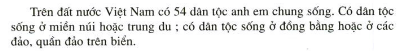 Trên đất nước Việt Nam có 54 dân tộc anh em chung sống. Có dân tộc
sống ở miền núi hoặc trung du ; có dân tộc sống ở đồng bằng hoặc ở các
đảo, quần đảo trên biển.